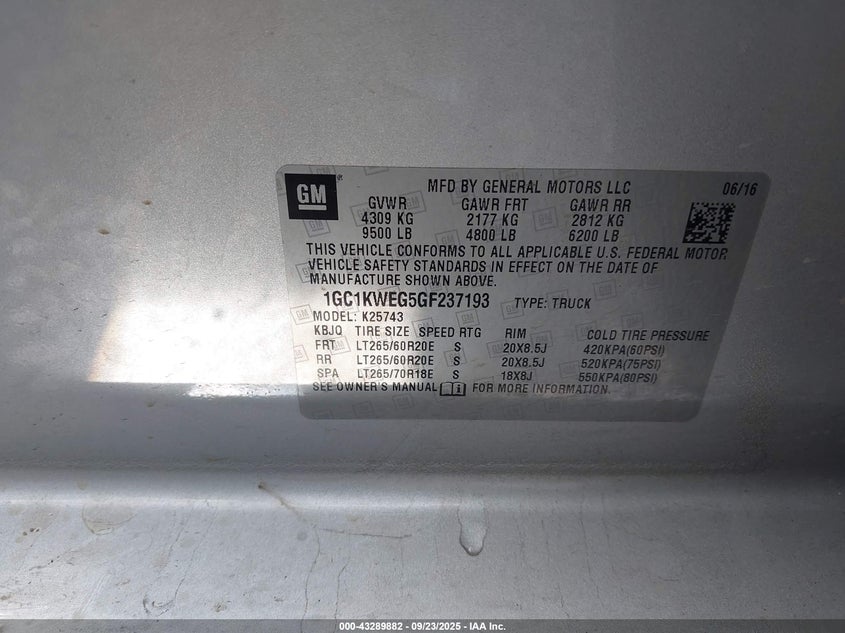 GM
MFD BY GENERAL MOTORS LLC 06/16
GVWR GAWR FRT GAWR RR
4309 KG 2177 KG 2812 KG
9500 LB 4800 LB 6200 LB
THIS VEHICLE CONFORMS TO ALL APPLICABLE U.S. FEDERAL MOTOR
VEHICLE SAFETY STANDARDS IN EFFECT ON THE DATE OF
MANUFACTURE SHOWN ABOVE.
1GC1KWEG5GF237193 TYPE: TRUCK
MODEL: K25743
KBJQ TIRE SIZE SPEED RTG RIM COLD TIRE PRESSURE
FRT LT265/60R20E S 20X8.5J 420KPA(60PSI)
RR LT265/60R20E S 20X8.5J 520KPA(75PSI)
SPA LT265/70R18E S 18X8J 550KPA(80PSI)
SEE OWNER'S MANUAL FOR MORE INFORMATION.
000-43289882 - 09/23/2025 - IAA Inc.